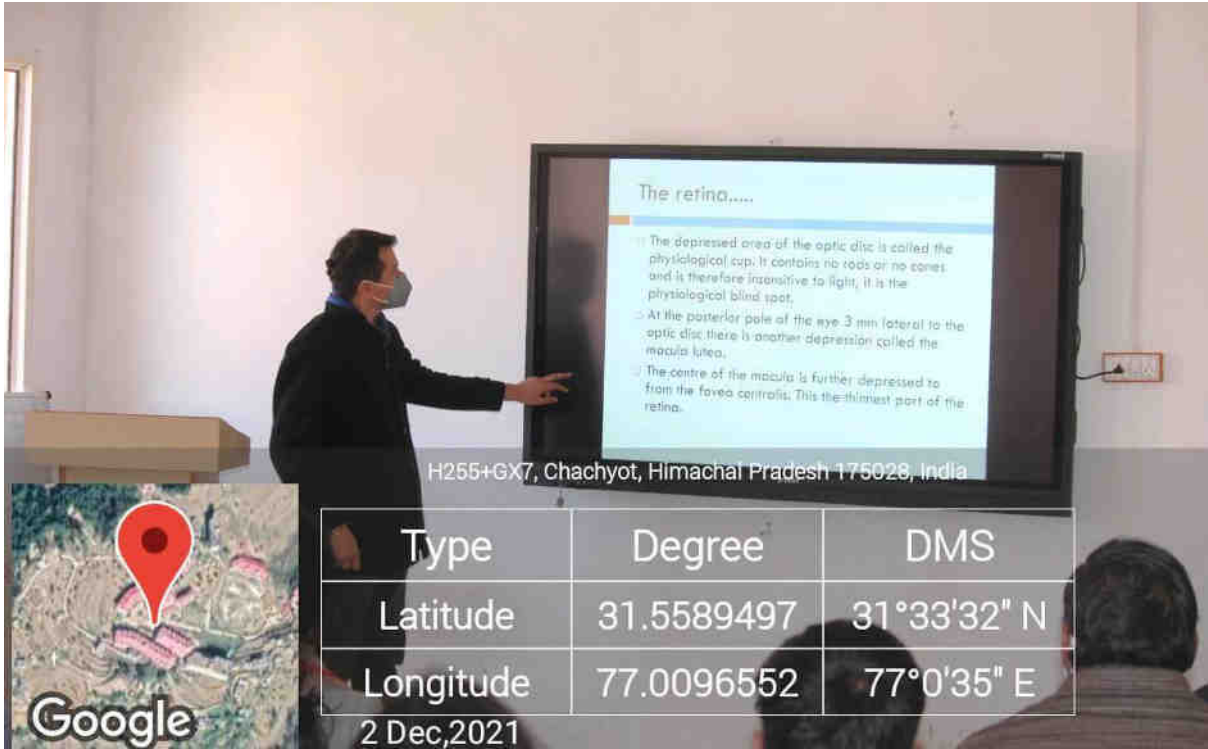 The retina.....
The depressed area of the optic disc is called the
physiological cup. It contains no rods or no cones
and is therefore insensitive to light, it is the
physiological blind spot.
At the posterior pole of the eye 3 mm lateral to the
optic disc there is another depression called the
macula lutea.
The centre of the macula is further depressed to
from the fovea centralis. This the thinnest part of the
retina.
H255+GX7, Chachyot, Himachal Pradesh 175028, India
Type Degree DMS
Latitude 31.5589497 31°33'32" N
Longitude 77.0096552 77°0'35" E
Google
2 Dec,2021